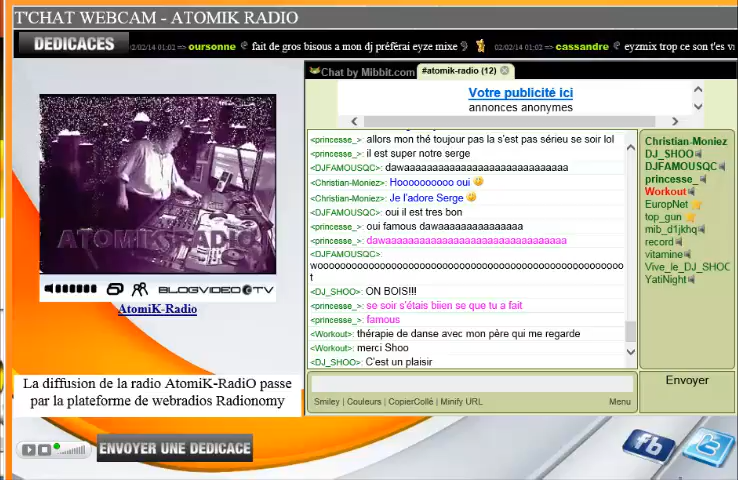 T'CHAT WEBCAM - ATOMIK RADIO
DEDICACES
02/02/14 01:02 => oursonne fait de gros bisous a mon dj préférai eyze mixe 02/02/14 01:02 => cassandre eyzmix trop ce son t'es
Chat by Mibbit.com
#atomik-radio (12)
Votre publicité ici
annonces anonymes
<princesse_>: allors mon thé toujour pas la s'est pas sérieu se soir lol
<princesse_>: il est super notre serge
<DJFAMOUSQC>: dawaaaaaaaaaaaaaaaaaaaaaaaaaaaa
<Christian-Moniez>: Hoooooooooo oui
<Christian-Moniez>: Je l'adore Serge
<DJFAMOUSQC>: oui il est tres bon
<princesse_>: oui famous dawaaaaaaaaaaaaaa
<princesse_>: dawaaaaaaaaaaaaaaaaaaaaaaaaaaaaaaaa
<DJFAMOUSQC>:
woooooooooooooooooooooooooooooooooooooooooooooooooo
t
<DJ_SHOO>: ON BOIS!!!
<princesse_>: se soir s'étais biien se que tu a fait
<princesse_>: famous
<Workout>: thérapie de danse avec mon père qui me regarde
<Workout>: merci Shoo
<DJ_SHOO>: C'est un plaisir
Christian-Moniez
DJ_SHOO
DJFAMOUSQC
princesse_
Workout
EuropNet
top_gun
mib_d1jkhq
record
vitamine
Vive_le_DJ_SHOO
YatiNight
Envoyer
Smiley | Couleurs | CopierCollé | Minify URL
Menu
ATOMIK RADIO
BLOGVIDEO TV
AtomiK-Radio
La diffusion de la radio AtomiK-RadiO passe
par la plateforme de webradios Radionomy
ENVOYER UNE DEDICACE
fb